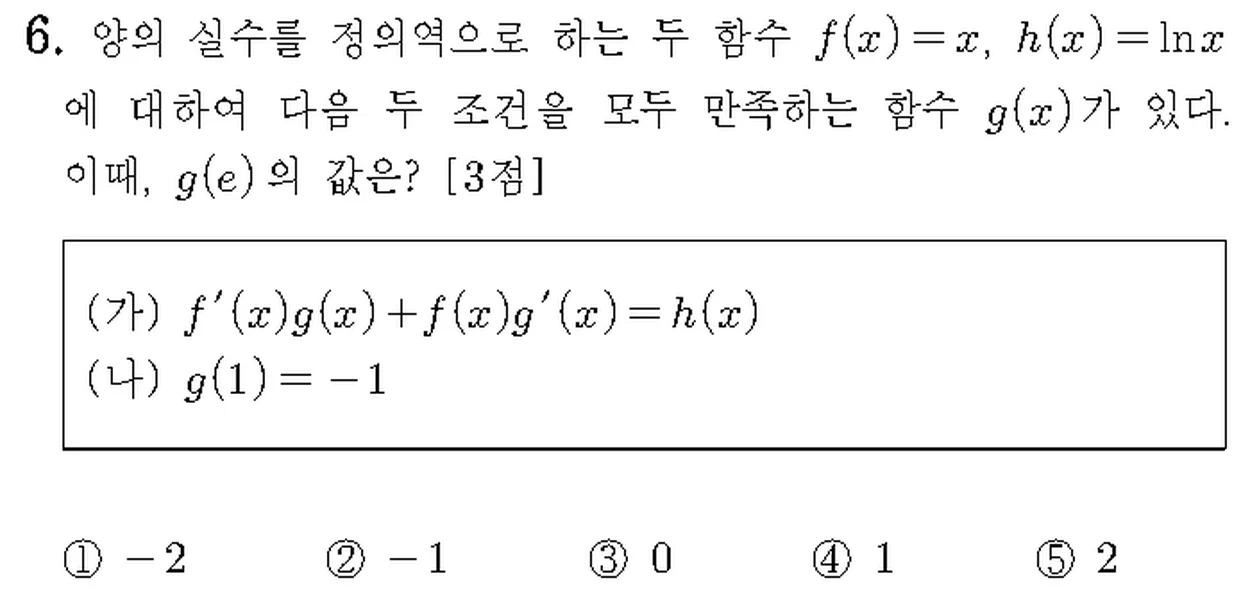 6. 양의 실수를 정의역으로 하는 두 함수 f(x)=x, h(x)=lnx
에 대하여 다음 두 조건을 모두 만족하는 함수 g(x)가 있다.
이때, g(e)의 값은? [3점]
(가) f′(x)g(x)+f(x)g′(x)=h(x)
(나) g(1)=-1
① -2 ② -1 ③ 0 ④ 1 ⑤ 2